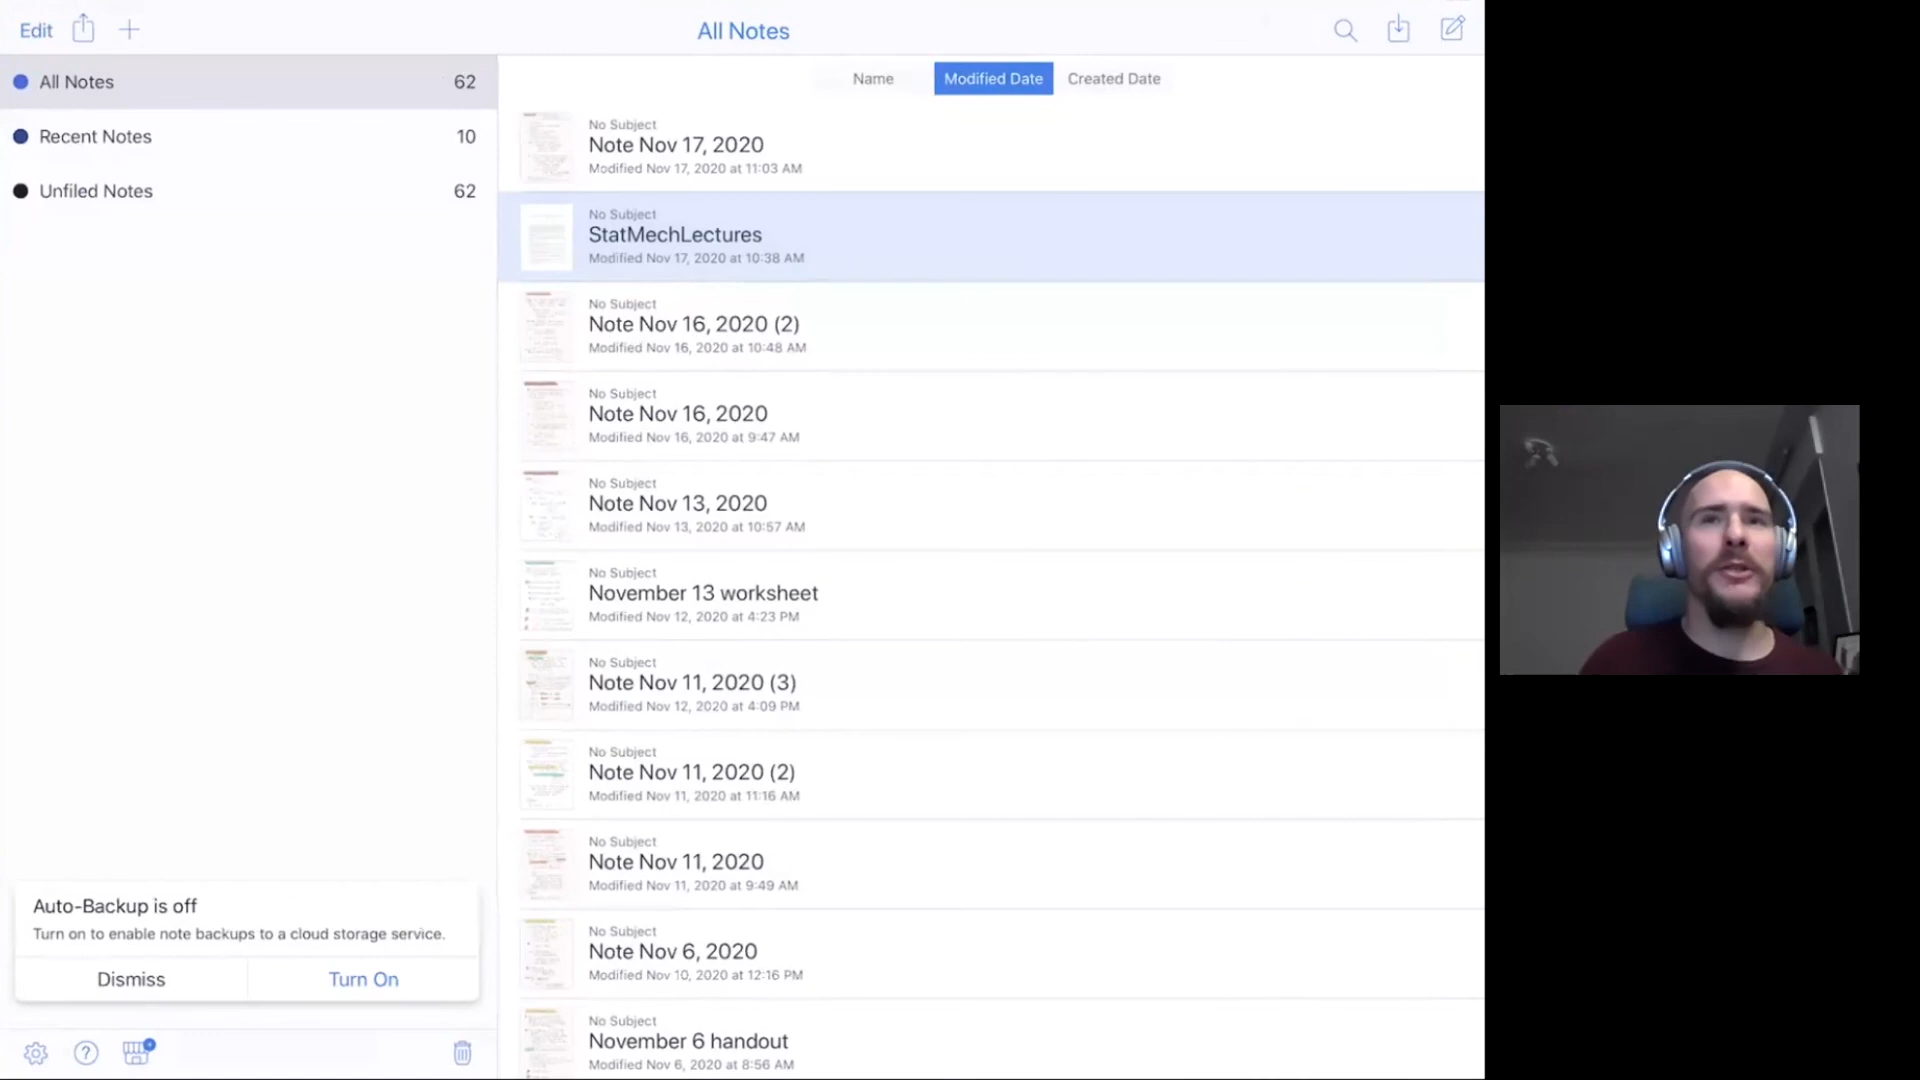 Edit
All Notes
Name
Modified Date
Created Date
All Notes 62
Recent Notes 10
Unfiled Notes 62
No Subject
Note Nov 17, 2020
Modified Nov 17, 2020 at 11:03 AM
No Subject
StatMechLectures
Modified Nov 17, 2020 at 10:38 AM
No Subject
Note Nov 16, 2020 (2)
Modified Nov 16, 2020 at 10:48 AM
No Subject
Note Nov 16, 2020
Modified Nov 16, 2020 at 9:47 AM
No Subject
Note Nov 13, 2020
Modified Nov 13, 2020 at 10:57 AM
No Subject
November 13 worksheet
Modified Nov 12, 2020 at 4:23 PM
No Subject
Note Nov 11, 2020 (3)
Modified Nov 12, 2020 at 4:09 PM
No Subject
Note Nov 11, 2020 (2)
Modified Nov 11, 2020 at 11:16 AM
No Subject
Note Nov 11, 2020
Modified Nov 11, 2020 at 9:49 AM
No Subject
Note Nov 6, 2020
Modified Nov 10, 2020 at 12:16 PM
No Subject
November 6 handout
Modified Nov 6, 2020 at 8:56 AM
Auto-Backup is off
Turn on to enable note backups to a cloud storage service.
Dismiss
Turn On